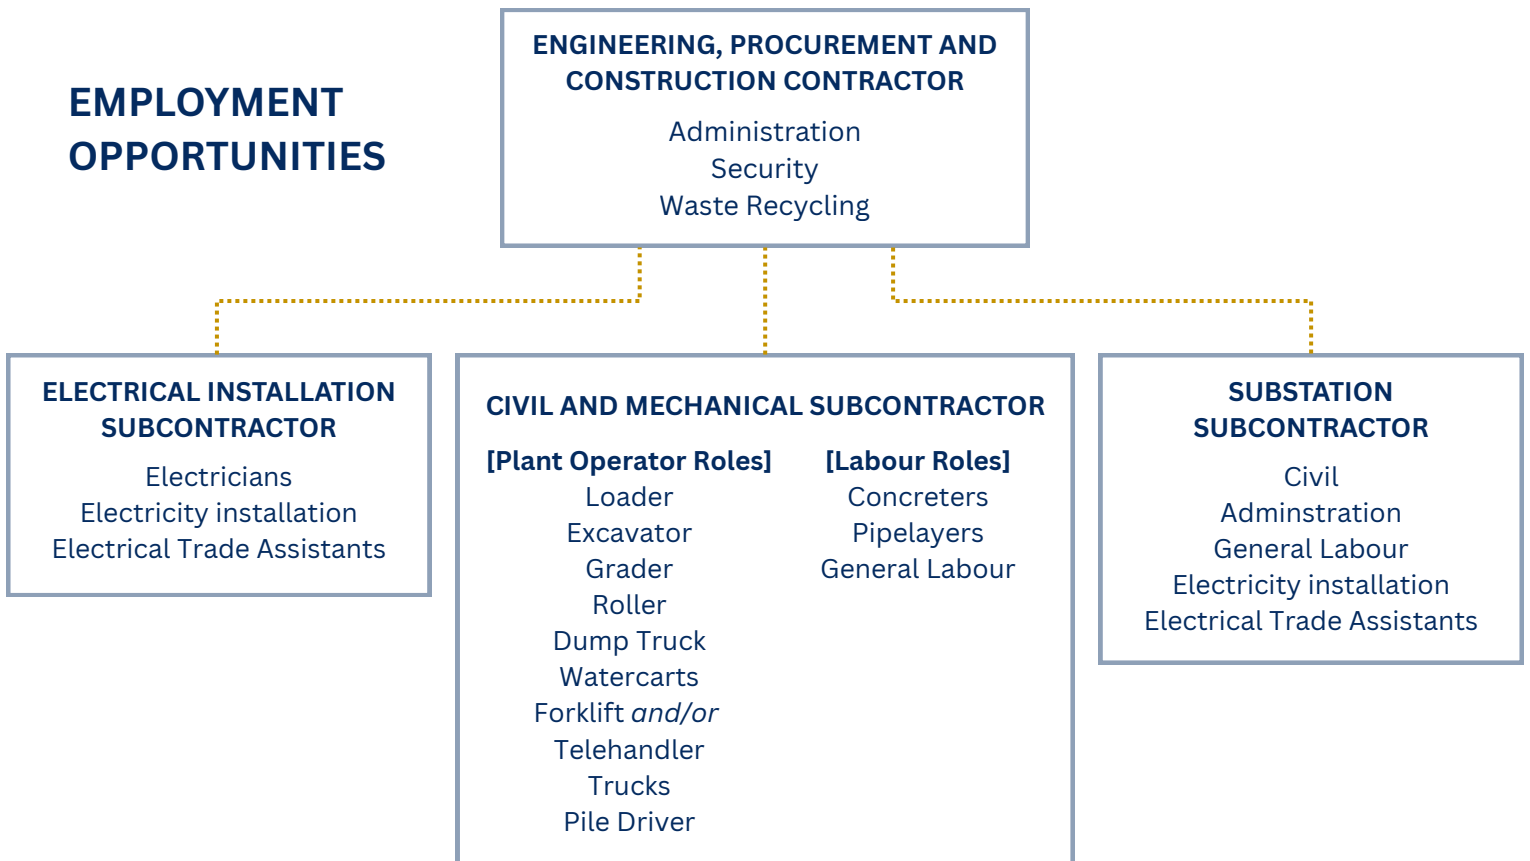 EMPLOYMENT
OPPORTUNITIES
ENGINEERING, PROCUREMENT AND
CONSTRUCTION CONTRACTOR
Administration
Security
Waste Recycling
ELECTRICAL INSTALLATION
SUBCONTRACTOR
Electricians
Electricity installation
Electrical Trade Assistants
CIVIL AND MECHANICAL SUBCONTRACTOR
[Plant Operator Roles]
Loader
Excavator
Grader
Roller
Dump Truck
Watercarts
Forklift and/or
Telehandler
Trucks
Pile Driver
[Labour Roles]
Concreters
Pipelayers
General Labour
SUBSTATION
SUBCONTRACTOR
Civil
Adminstration
General Labour
Electricity installation
Electrical Trade Assistants